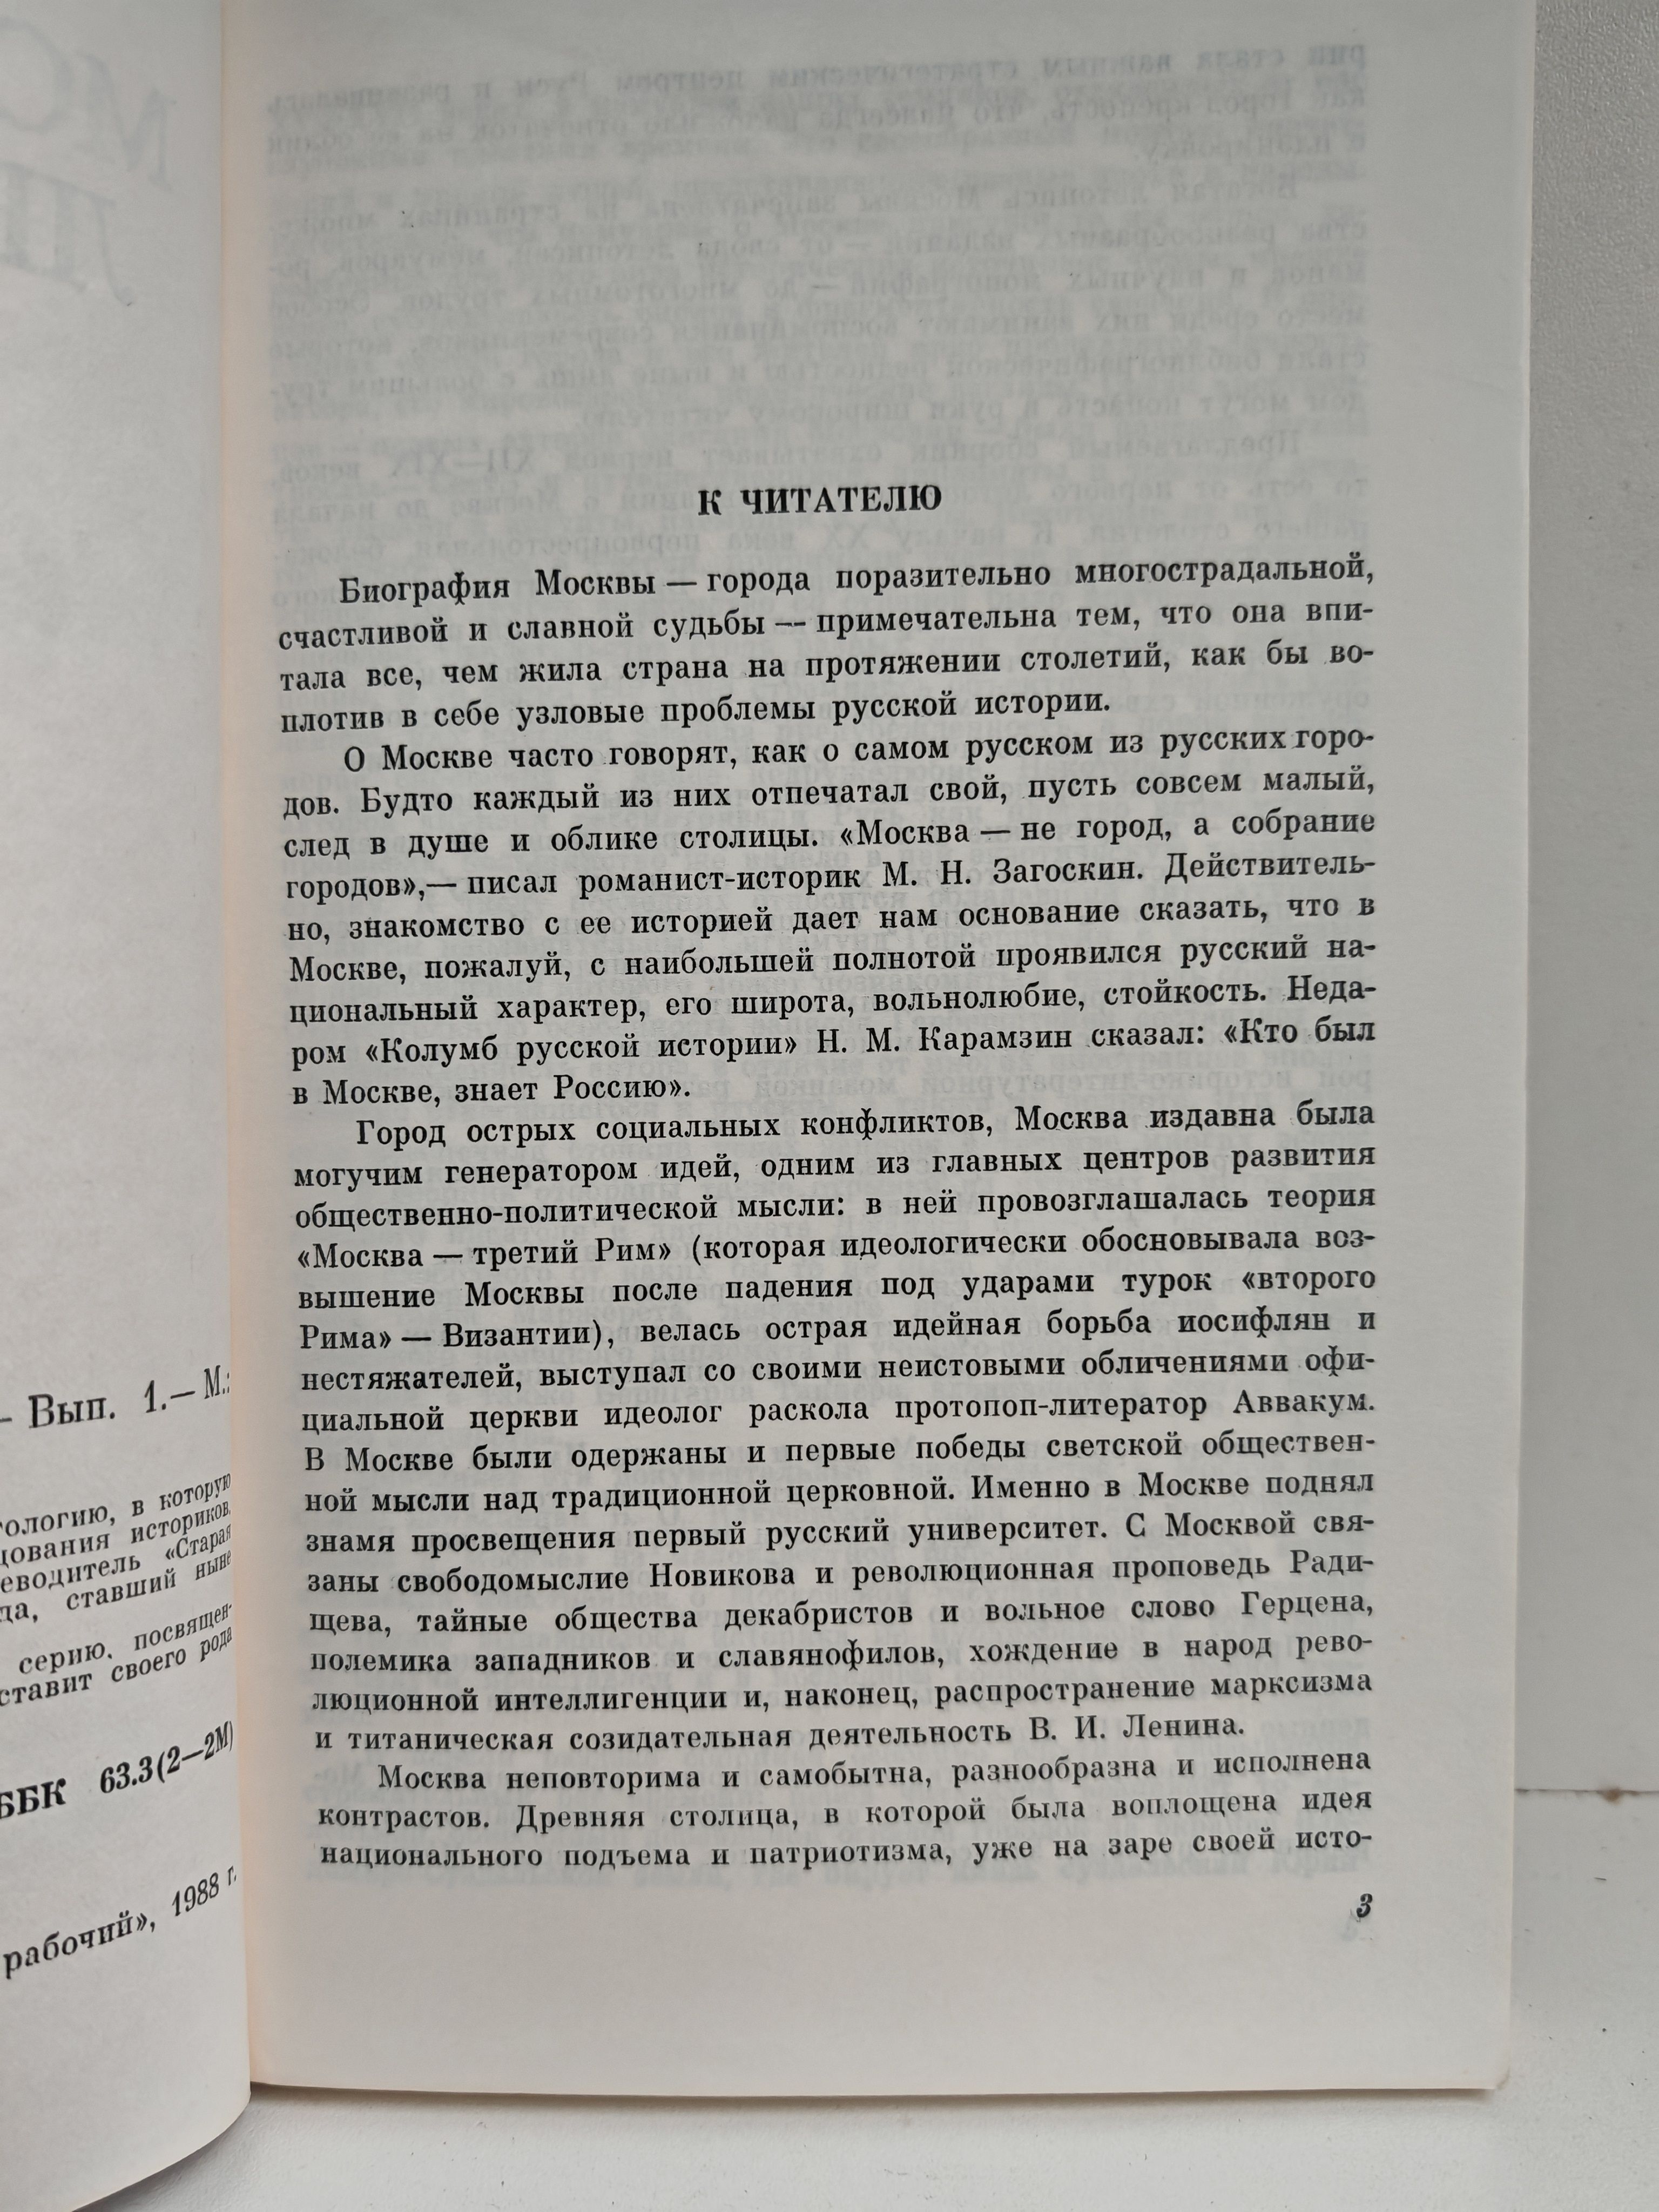 — Вып. 1.— М.:
в которую
историков,
«Старая
ставший ныне
серию, посвящен-
своего рода
ББК 63.3(2—2М)
рабочий», 1988 г.
К ЧИТАТЕЛЮ
Биография Москвы — города поразительно многострадальной,
счастливой и славной судьбы — примечательна тем, что она впи-
тала все, чем жила страна на протяжении столетий, как бы во-
плотив в себе узловые проблемы русской истории.
О Москве часто говорят, как о самом русском из русских горо-
дов. Будто каждый из них отпечатал свой, пусть совсем малый,
след в душе и облике столицы. «Москва — не город, а собрание
городов»,— писал романист-историк М. Н. Загоскин. Действитель-
но, знакомство с ее историей дает нам основание сказать, что в
Москве, пожалуй, с наибольшей полнотой проявился русский на-
циональный характер, его широта, вольнолюбие, стойкость. Неда-
ром «Колумб русской истории» Н. М. Карамзин сказал: «Кто был
в Москве, знает Россию».
Город острых социальных конфликтов, Москва издавна была
могучим генератором идей, одним из главных центров развития
общественно-политической мысли: в ней провозглашалась теория
«Москва — третий Рим» (которая идеологически обосновывала воз-
вышение Москвы после падения под ударами турок «второго
Рима» — Византии), велась острая идейная борьба иосифлян и
нестяжателей, выступал со своими неистовыми обличениями офи-
циальной церкви идеолог раскола протопоп-литератор Аввакум.
В Москве были одержаны и первые победы светской обществен-
ной мысли над традиционной церковной. Именно в Москве поднял
знамя просвещения первый русский университет. С Москвой свя-
заны свободомыслие Новикова и революционная проповедь Ради-
щева, тайные общества декабристов и вольное слово Герцена,
полемика западников и славянофилов, хождение в народ рево-
люционной интеллигенции и, наконец, распространение марксизма
и титаническая созидательная деятельность В. И. Ленина.
Москва неповторима и самобытна, разнообразна и исполнена
контрастов. Древняя столица, в которой была воплощена идея
национального подъема и патриотизма, уже на заре своей исто-
3